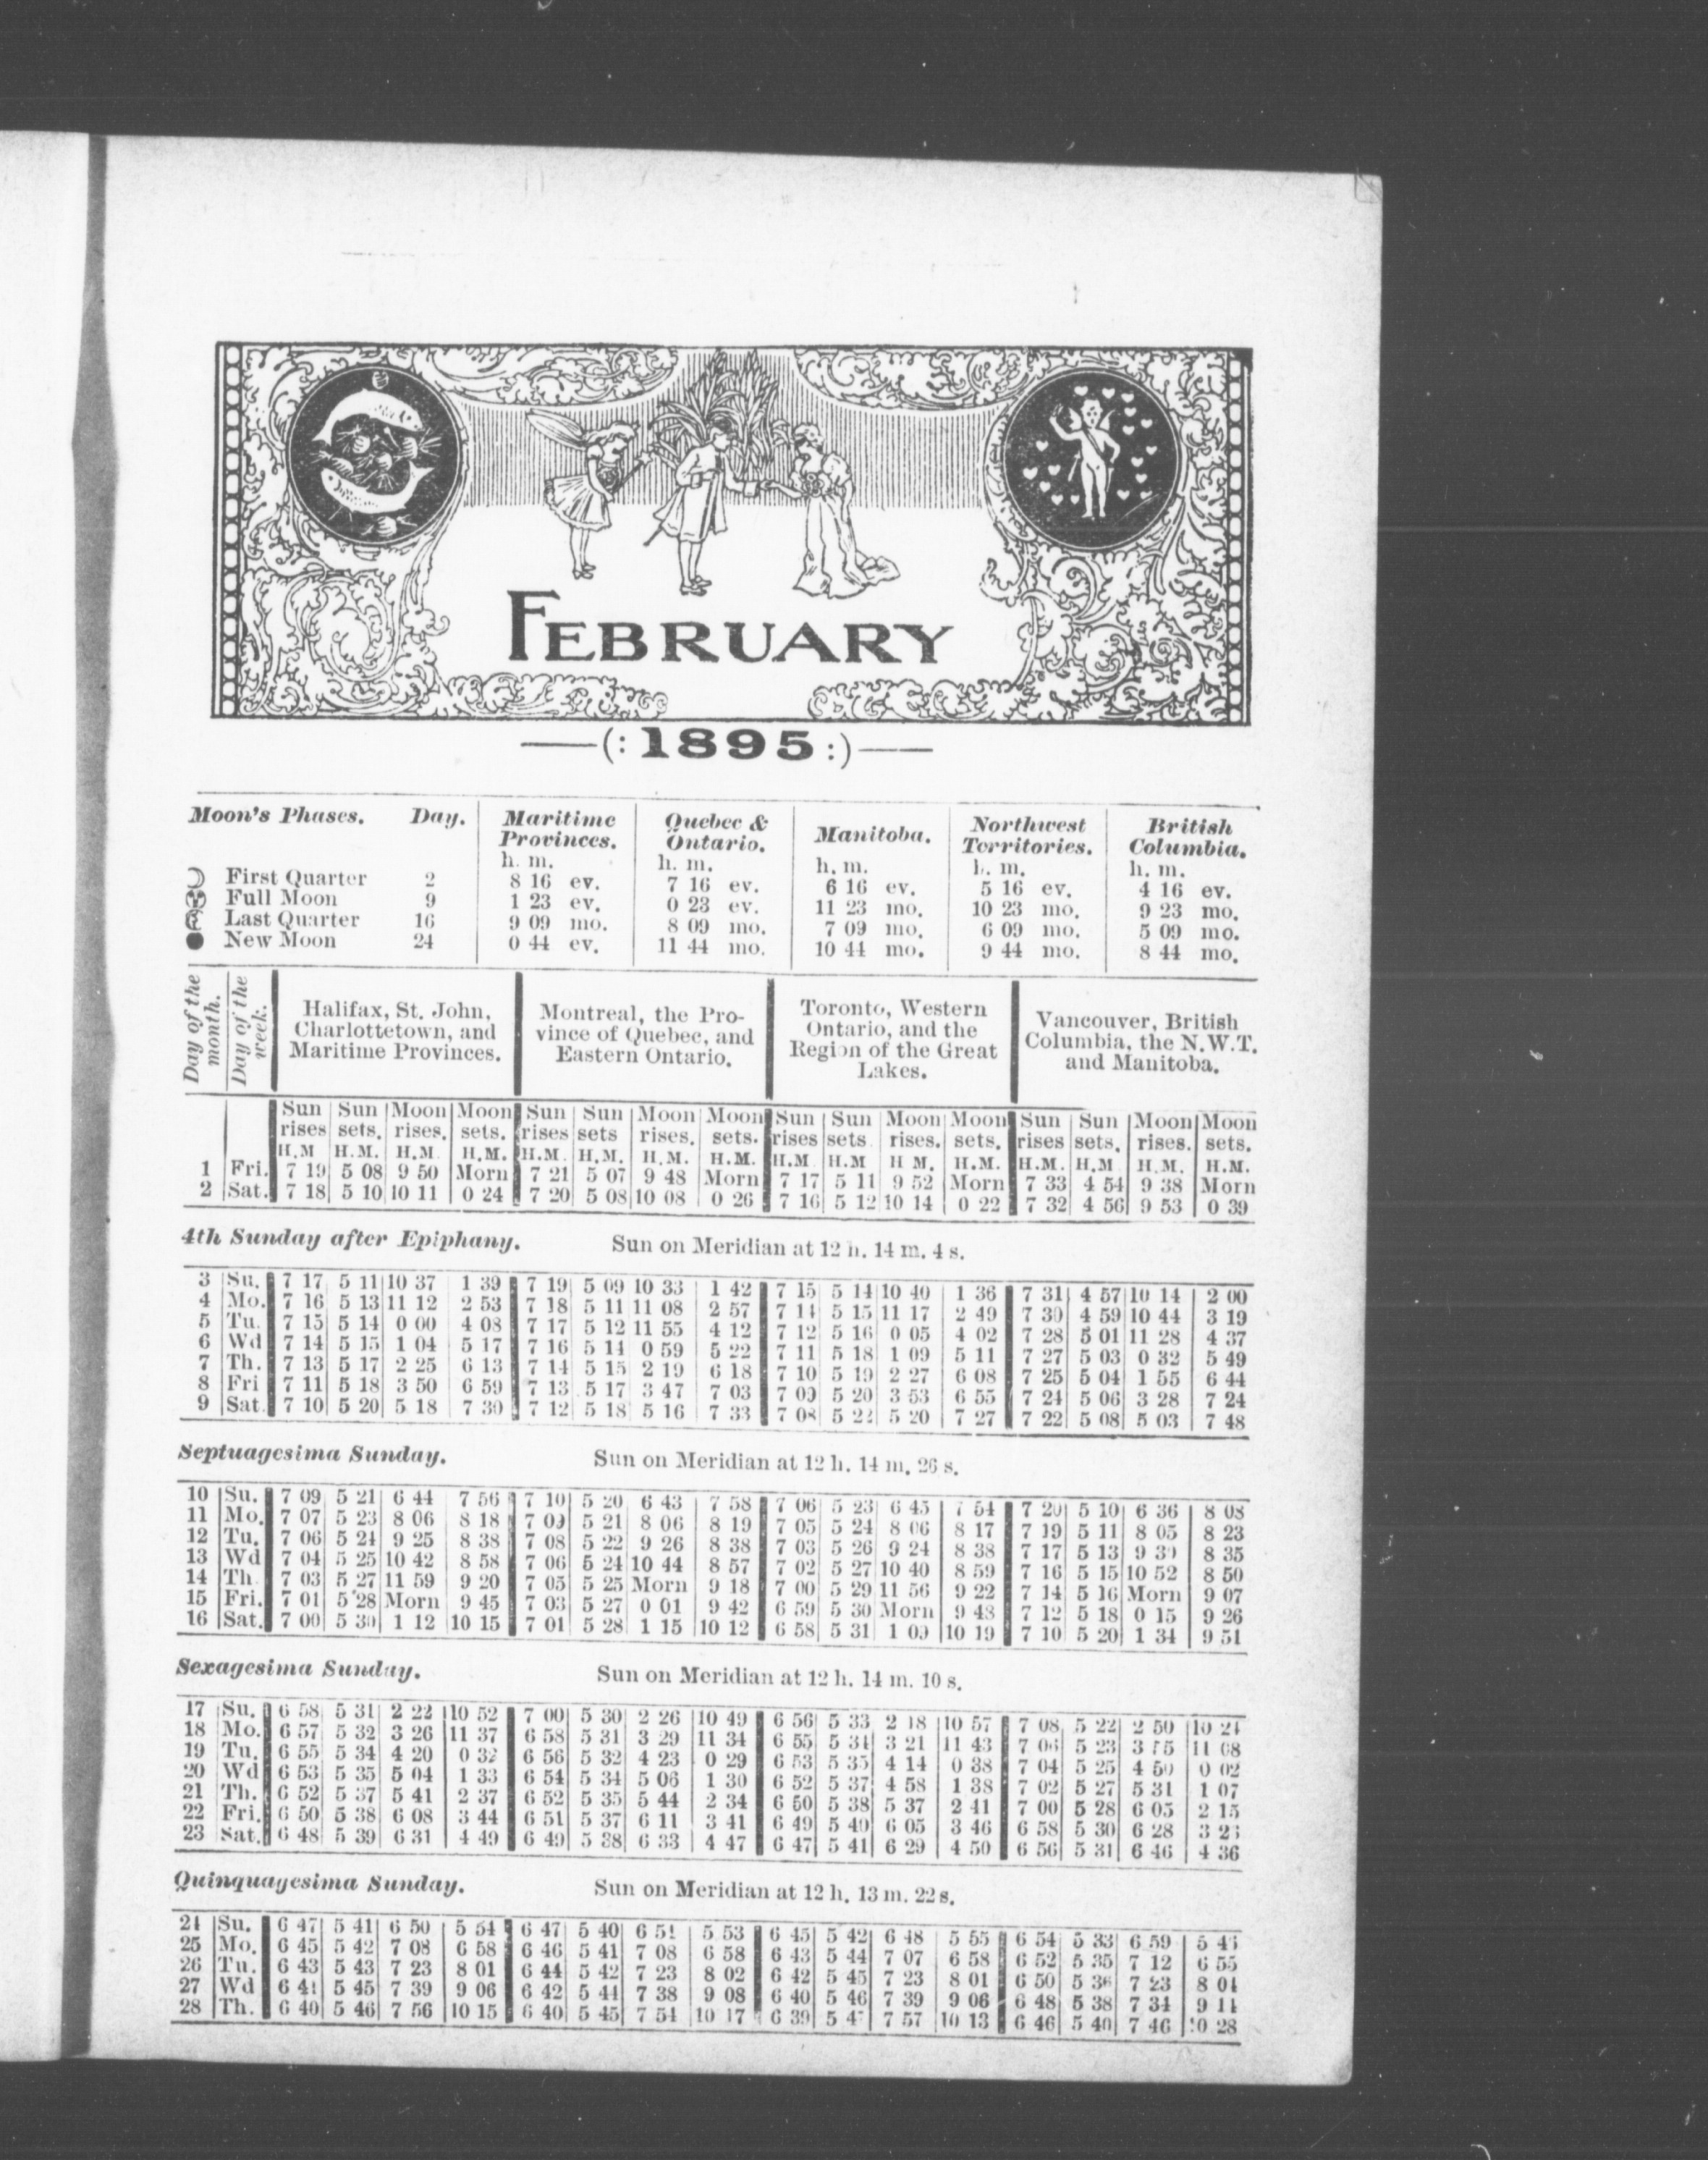 FEBRUARY
—(: 1895 :)—
Moon's Phases. Day. Maritime Provinces. Quebec & Ontario. Manitoba. Northwest Territories. British Columbia.
h. m. h. m. h. m. h. m. h. m.
First Quarter 2 8 16 ev. 7 16 ev. 6 16 ev. 5 16 ev. 4 16 ev.
Full Moon 9 1 23 ev. 0 23 ev. 11 23 mo. 10 23 mo. 9 23 mo.
Last Quarter 16 9 09 mo. 8 09 mo. 7 09 mo. 6 09 mo. 5 09 mo.
New Moon 24 0 44 ev. 11 44 mo. 10 44 mo. 9 44 mo. 8 44 mo.
Day of the month. Day of the week. Halifax, St. John, Charlottetown, and Maritime Provinces. Montreal, the Province of Quebec, and Eastern Ontario. Toronto, Western Ontario, and the Region of the Great Lakes. Vancouver, British Columbia, the N.W.T. and Manitoba.
Sun rises Sun sets. Moon rises. Moon sets. Sun rises Sun sets Moon rises. Moon sets. Sun rises Sun sets Moon rises. Moon sets. Sun rises Sun sets. Moon rises. Moon sets.
H.M H.M. H.M. H.M. H.M. H.M. H.M. H.M. H.M H.M H M. H.M. H.M. H.M H.M. H.M.
1 Fri. 7 19 5 08 9 50 Morn 7 21 5 07 9 48 Morn 7 17 5 11 9 52 Morn 7 33 4 54 9 38 Morn
2 Sat. 7 18 5 10 10 11 0 24 7 20 5 08 10 08 0 26 7 16 5 12 10 14 0 22 7 32 4 56 9 53 0 39
4th Sunday after Epiphany. Sun on Meridian at 12 h. 14 m. 4 s.
3 Su. 7 17 5 11 10 37 1 39 7 19 5 09 10 33 1 42 7 15 5 14 10 40 1 36 7 31 4 57 10 14 2 00
4 Mo. 7 16 5 13 11 12 2 53 7 18 5 11 11 08 2 57 7 14 5 15 11 17 2 49 7 30 4 59 10 44 3 19
5 Tu. 7 15 5 14 0 00 4 08 7 17 5 12 11 55 4 12 7 12 5 16 0 05 4 02 7 28 5 01 11 28 4 37
6 Wd 7 14 5 15 1 04 5 17 7 16 5 14 0 59 5 22 7 11 5 18 1 09 5 11 7 27 5 03 0 32 5 49
7 Th. 7 13 5 17 2 25 6 13 7 14 5 15 2 19 6 18 7 10 5 19 2 27 6 08 7 25 5 04 1 55 6 44
8 Fri 7 11 5 18 3 50 6 59 7 13 5 17 3 47 7 03 7 09 5 20 3 53 6 55 7 24 5 06 3 28 7 24
9 Sat. 7 10 5 20 5 18 7 30 7 12 5 18 5 16 7 33 7 08 5 22 5 20 7 27 7 22 5 08 5 03 7 48
Septuagesima Sunday. Sun on Meridian at 12 h. 14 m. 26 s.
10 Su. 7 09 5 21 6 44 7 56 7 10 5 20 6 43 7 58 7 06 5 23 6 45 7 54 7 20 5 10 6 36 8 08
11 Mo. 7 07 5 23 8 06 8 18 7 09 5 21 8 06 8 19 7 05 5 24 8 06 8 17 7 19 5 11 8 05 8 23
12 Tu. 7 06 5 24 9 25 8 38 7 08 5 22 9 26 8 38 7 03 5 26 9 24 8 38 7 17 5 13 9 30 8 35
13 Wd 7 04 5 25 10 42 8 58 7 06 5 24 10 44 8 57 7 02 5 27 10 40 8 59 7 16 5 15 10 52 8 50
14 Th. 7 03 5 27 11 59 9 20 7 05 5 25 Morn 9 18 7 00 5 29 11 56 9 22 7 14 5 16 Morn 9 07
15 Fri. 7 01 5 28 Morn 9 45 7 03 5 27 0 01 9 42 6 59 5 30 Morn 9 48 7 12 5 18 0 15 9 26
16 Sat. 7 00 5 30 1 12 10 15 7 01 5 28 1 15 10 12 6 58 5 31 1 09 10 19 7 10 5 20 1 34 9 51
Sexagesima Sunday. Sun on Meridian at 12 h. 14 m. 10 s.
17 Su. 6 58 5 31 2 22 10 52 7 00 5 30 2 26 10 49 6 56 5 33 2 18 10 57 7 08 5 22 2 50 10 24
18 Mo. 6 57 5 32 3 26 11 37 6 58 5 31 3 29 11 34 6 55 5 34 3 21 11 43 7 06 5 23 11 08
19 Tu. 6 55 5 34 4 20 0 32 6 56 5 32 4 23 0 29 6 53 5 35 4 14 0 38 7 04 5 25 4 50 0 02
20 Wd 6 53 5 35 5 04 1 33 6 54 5 34 5 06 1 30 6 52 5 37 4 58 1 38 7 02 5 27 5 31 1 07
21 Th. 6 52 5 37 5 41 2 37 6 52 5 35 5 44 2 34 6 50 5 38 5 37 2 41 7 00 5 28 6 05 2 15
22 Fri. 6 50 5 38 6 08 3 44 6 51 5 37 6 11 3 41 6 49 5 40 6 05 3 46 6 58 5 30 6 28
23 Sat. 6 48 5 39 6 31 4 49 6 49 5 38 6 33 4 47 6 47 5 41 6 29 4 50 6 56 5 31 6 46 4 36
Quinquagesima Sunday. Sun on Meridian at 12 h. 13 m. 22 s.
24 Su. 6 47 5 41 6 50 5 54 6 47 5 40 6 51 5 53 6 45 5 42 6 48 5 55 6 54 5 33 6 59
25 Mo. 6 45 5 42 7 08 6 58 6 46 5 41 7 08 6 58 6 43 5 44 7 07 6 58 6 52 5 35 7 12 6 55
26 Tu. 6 43 5 43 7 23 8 01 6 44 5 42 7 23 8 02 6 42 5 45 7 23 8 01 6 50 5 36 7 23 8 04
27 Wd 6 41 5 45 7 39 9 06 6 42 5 44 7 38 9 08 6 40 5 46 7 39 9 06 6 48 5 38 7 34 9 14
28 Th. 6 40 5 46 7 56 10 15 6 40 5 45 7 54 10 17 6 39 7 57 10 13 6 46 5 40 7 46 10 28